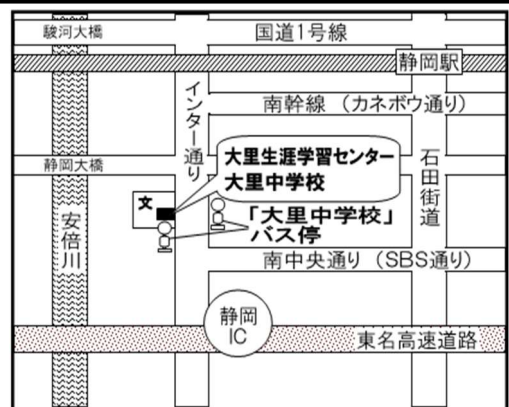 駿河大橋
国道1号線
静岡駅
インター通り
南幹線 (カネボウ通り)
静岡大橋
大里生涯学習センター
大里中学校
石田街道
文
「大里中学校」
バス停
安倍川
南中央通り (SBS通り)
静岡
IC
東名高速道路